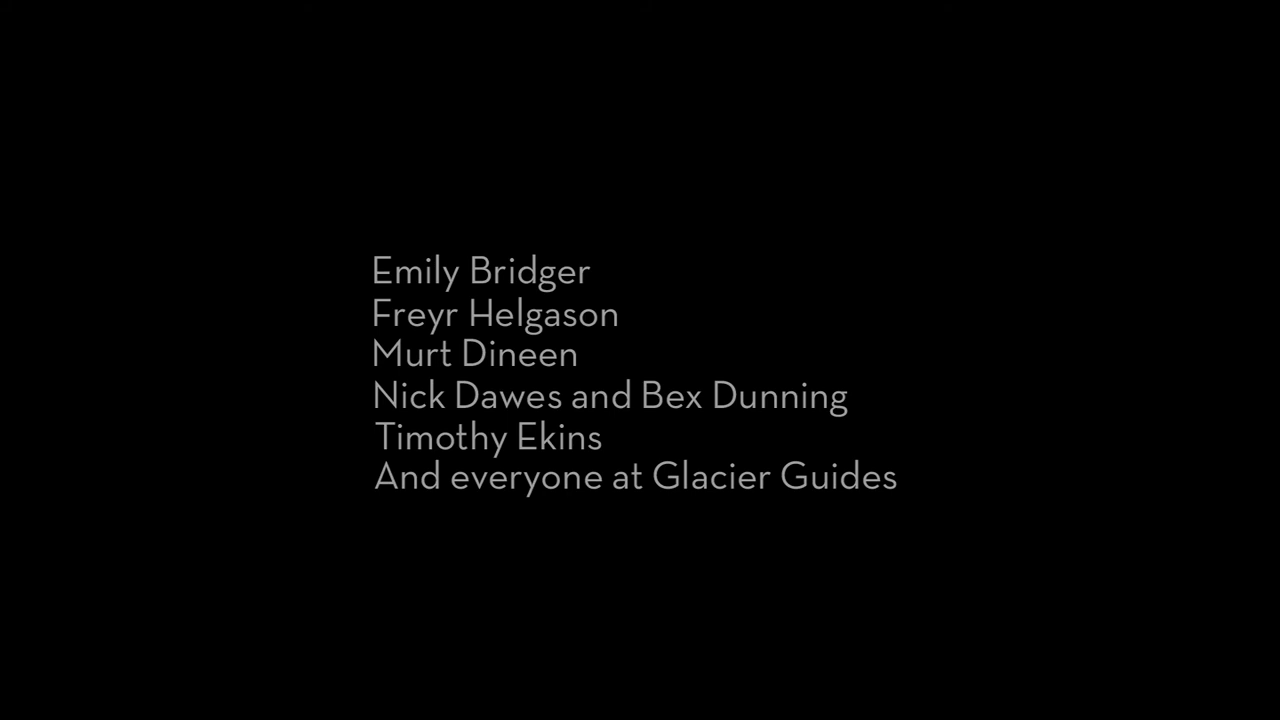 Emily Bridger
Freyr Helgason
Murt Dineen
Nick Dawes and Bex Dunning
Timothy Ekins
And everyone at Glacier Guides